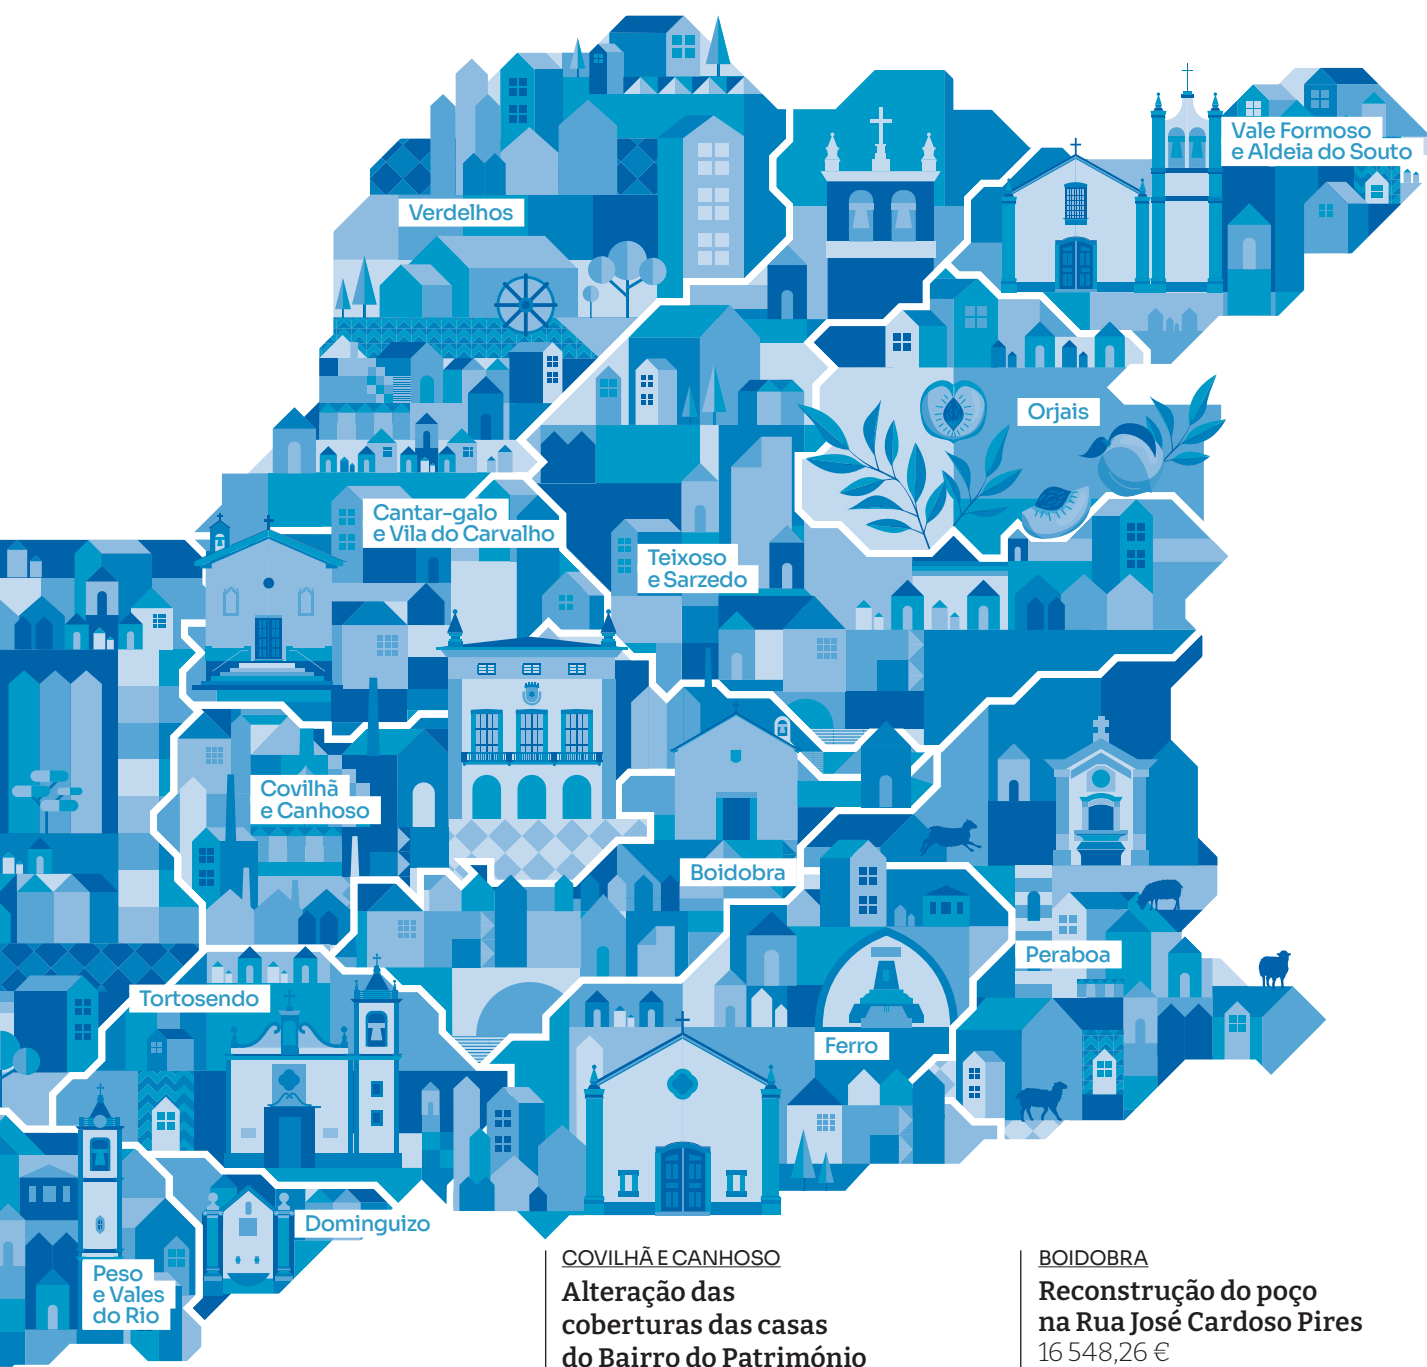 Vale Formoso
e Aldeia do Souto
Verdelhos
Orjais
Cantar-galo
e Vila do Carvalho
Teixoso
e Sarzedo
Covilhã
e Canhoso
Boidobra
Peraboa
Tortosendo
Ferro
Dominguizo
Peso
e Vales
do Rio
COVILHÃ E CANHOSO
Alteração das
coberturas das casas
do Bairro do Património
BOIDOBRA
Reconstrução do poço
na Rua José Cardoso Pires
16 548,26 €